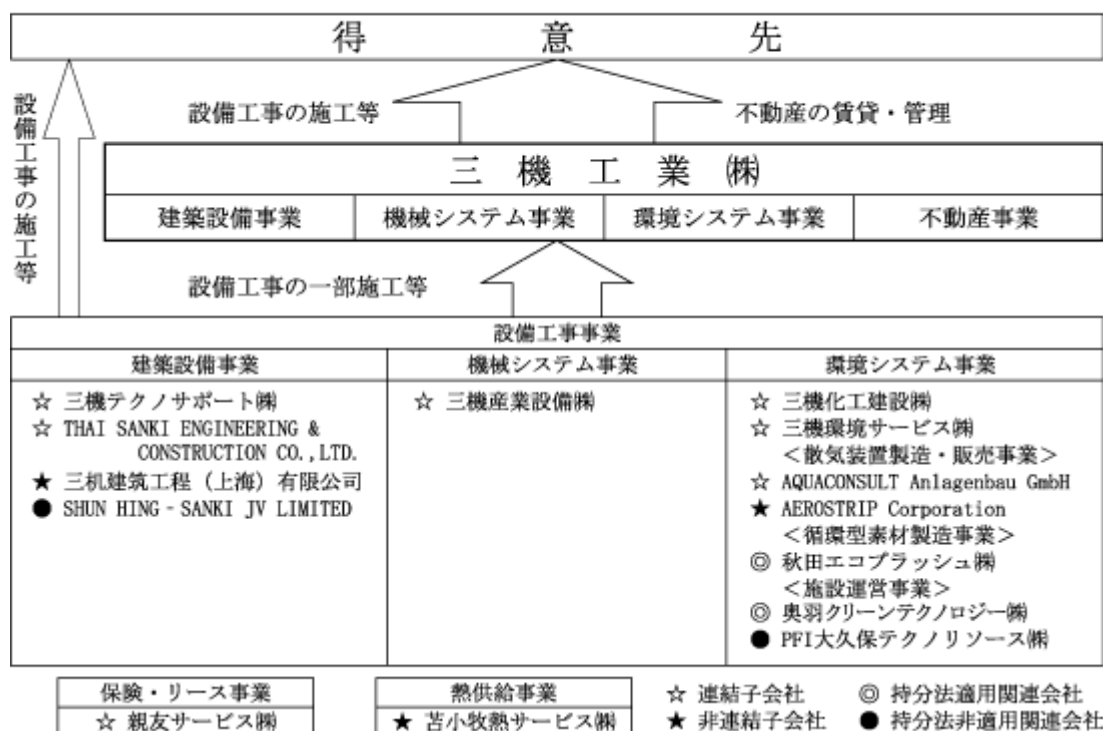 得意先
設備工事の施工等
設備工事の施工等
不動産の賃貸・管理
三機工業㈱
建築設備事業
機械システム事業
環境システム事業
不動産事業
設備工事の一部施工等
設備工事事業
建築設備事業
機械システム事業
環境システム事業
☆ 三機テクノサポート㈱
☆ THAI SANKI ENGINEERING &
CONSTRUCTION CO.,LTD.
★ 三机建筑工程（上海）有限公司
● SHUN HING‐SANKI JV LIMITED
☆ 三機産業設備㈱
☆ 三機化工建設㈱
☆ 三機環境サービス㈱
＜散気装置製造・販売事業＞
☆ AQUACONSULT Anlagenbau GmbH
★ AEROSTRIP Corporation
＜循環型素材製造事業＞
◎ 秋田エコプラッシュ㈱
＜施設運営事業＞
◎ 奥羽クリーンテクノロジー㈱
● PFI大久保テクノリソース㈱
保険・リース事業
☆ 親友サービス㈱
熱供給事業
★ 苫小牧熱サービス㈱
☆ 連結子会社
◎ 持分法適用関連会社
★ 非連結子会社
● 持分法非適用関連会社